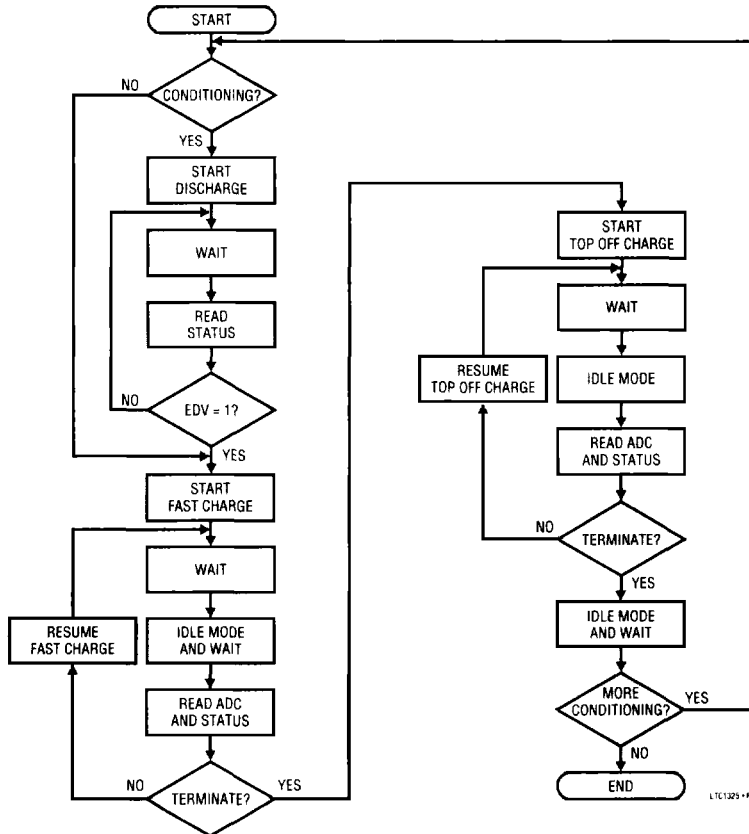 START
CONDITIONING?
NO
YES
START
DISCHARGE
WAIT
READ
STATUS
EDV = 1?
NO
YES
START
FAST CHARGE
WAIT
RESUME
FAST CHARGE
IDLE MODE
AND WAIT
READ ADC
AND STATUS
TERMINATE?
NO
YES
START
TOP OFF CHARGE
WAIT
RESUME
TOP OFF CHARGE
IDLE MODE
READ ADC
AND STATUS
TERMINATE?
NO
YES
IDLE MODE
AND WAIT
MORE
CONDITIONING?
YES
NO
END
LTC1325 •